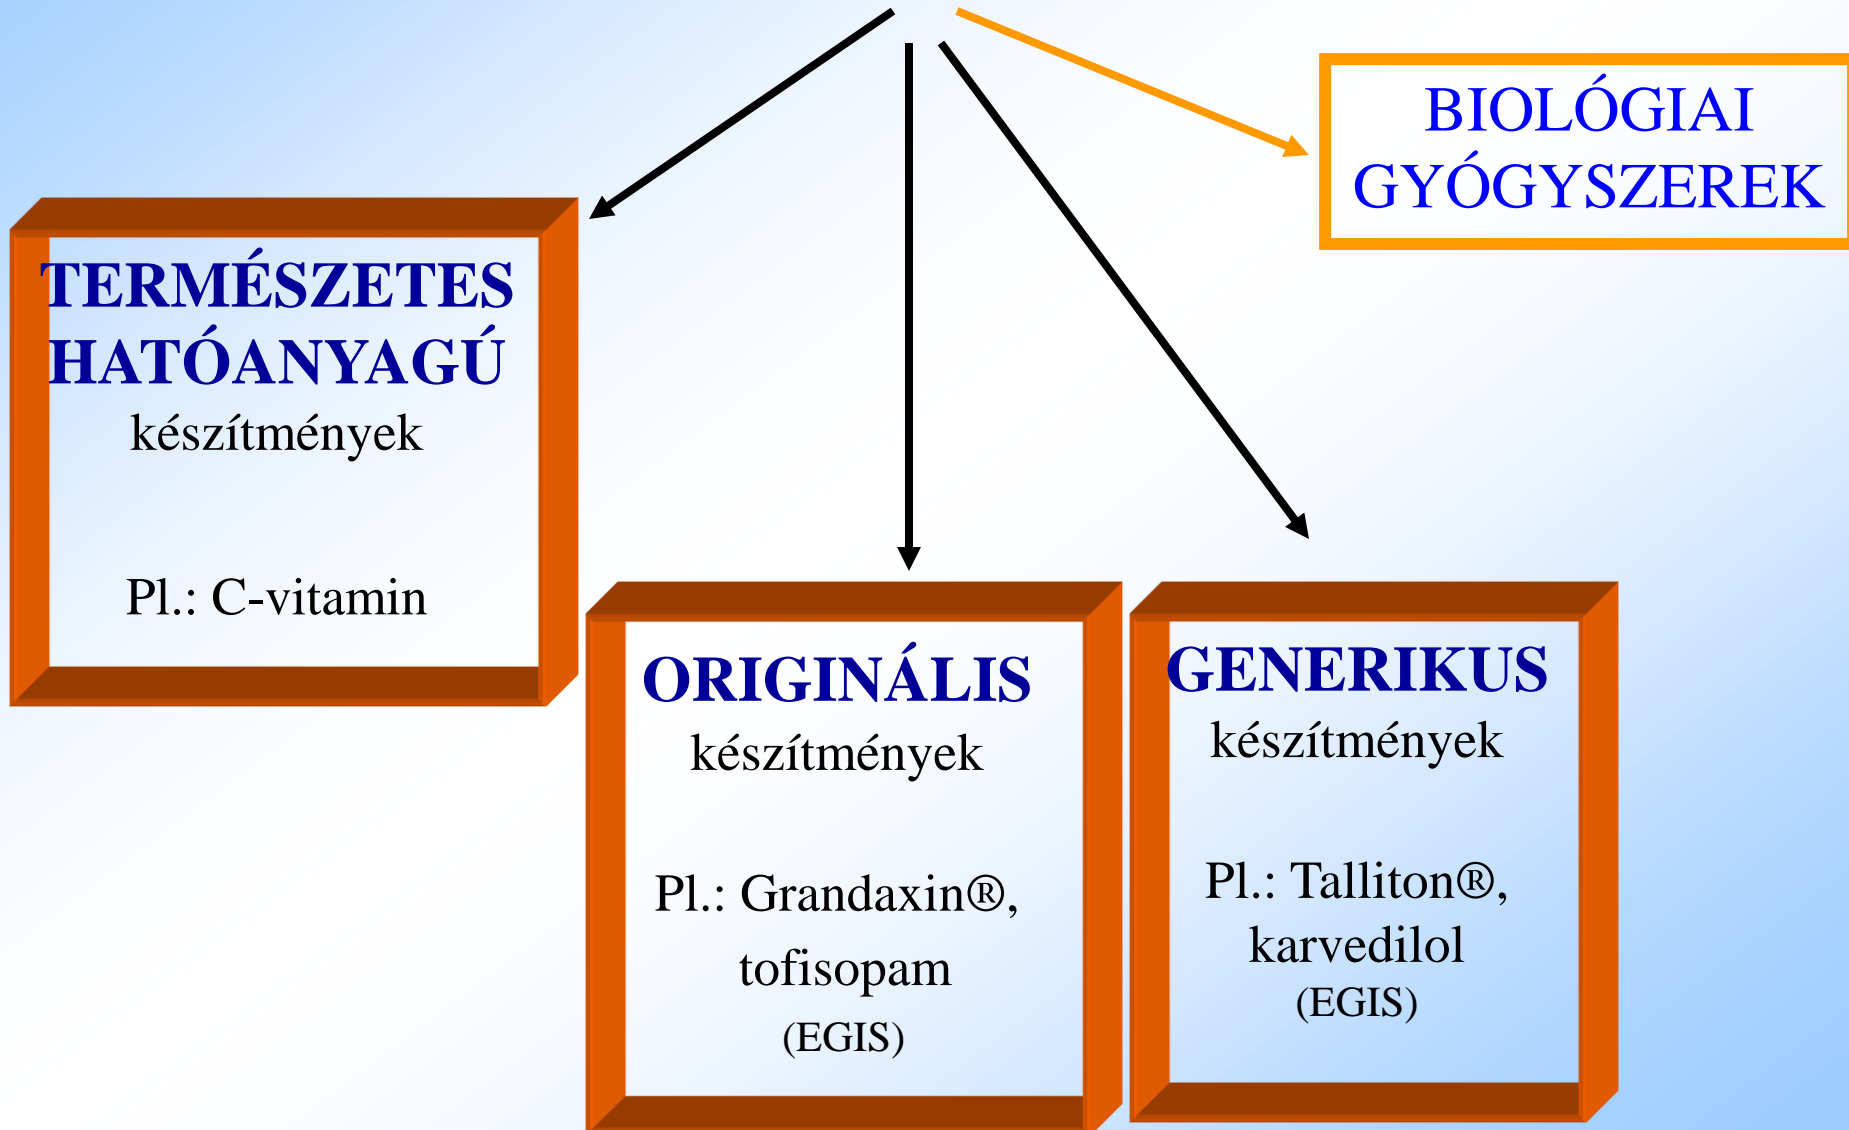 BIOLÓGIAI
GYÓGYSZEREK
TERMÉSZETES
HATÓANYAGÚ
készítmények
Pl.: C-vitamin
ORIGINÁLIS
készítmények
Pl.: Grandaxin®,
tofisopam
(EGIS)
GENERIKUS
készítmények
Pl.: Talliton®,
karvedilol
(EGIS)